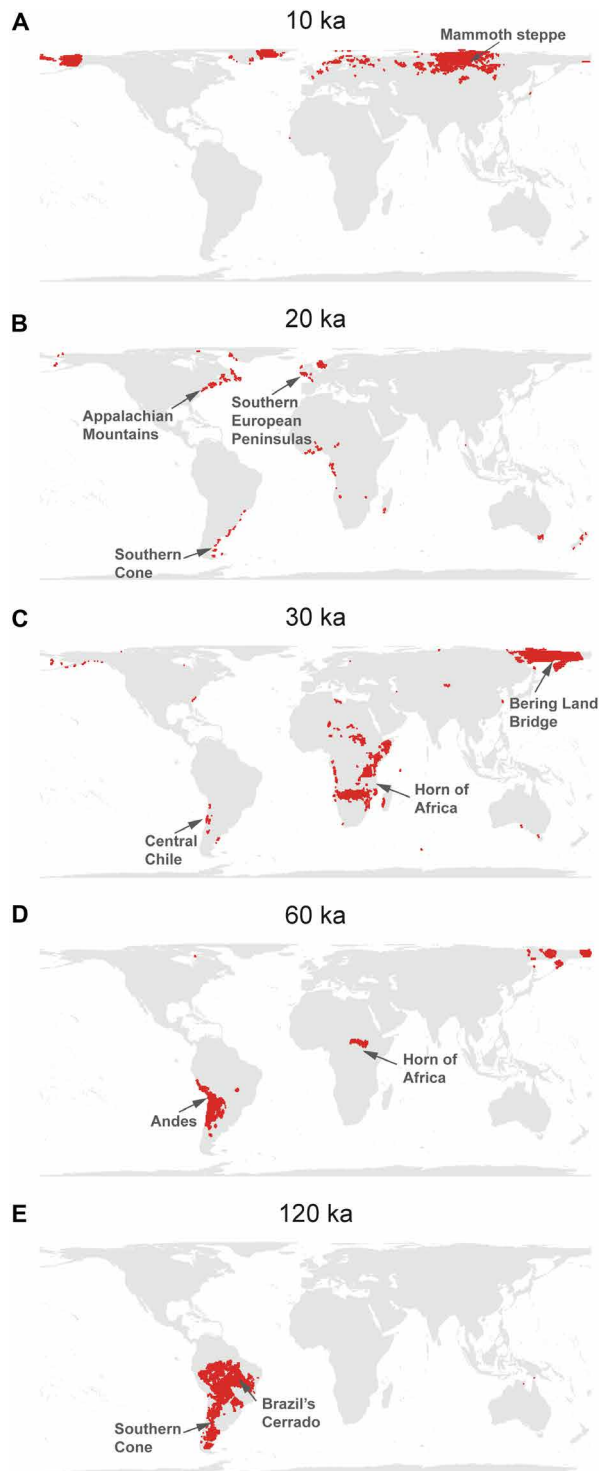 A
10 ka
Mammoth steppe
B
20 ka
Appalachian
Mountains
Southern
European
Peninsulas
Southern
Cone
C
30 ka
Bering Land
Bridge
Horn of
Africa
Central
Chile
D
60 ka
Horn of
Africa
Andes
E
120 ka
Brazil's
Cerrado
Southern
Cone